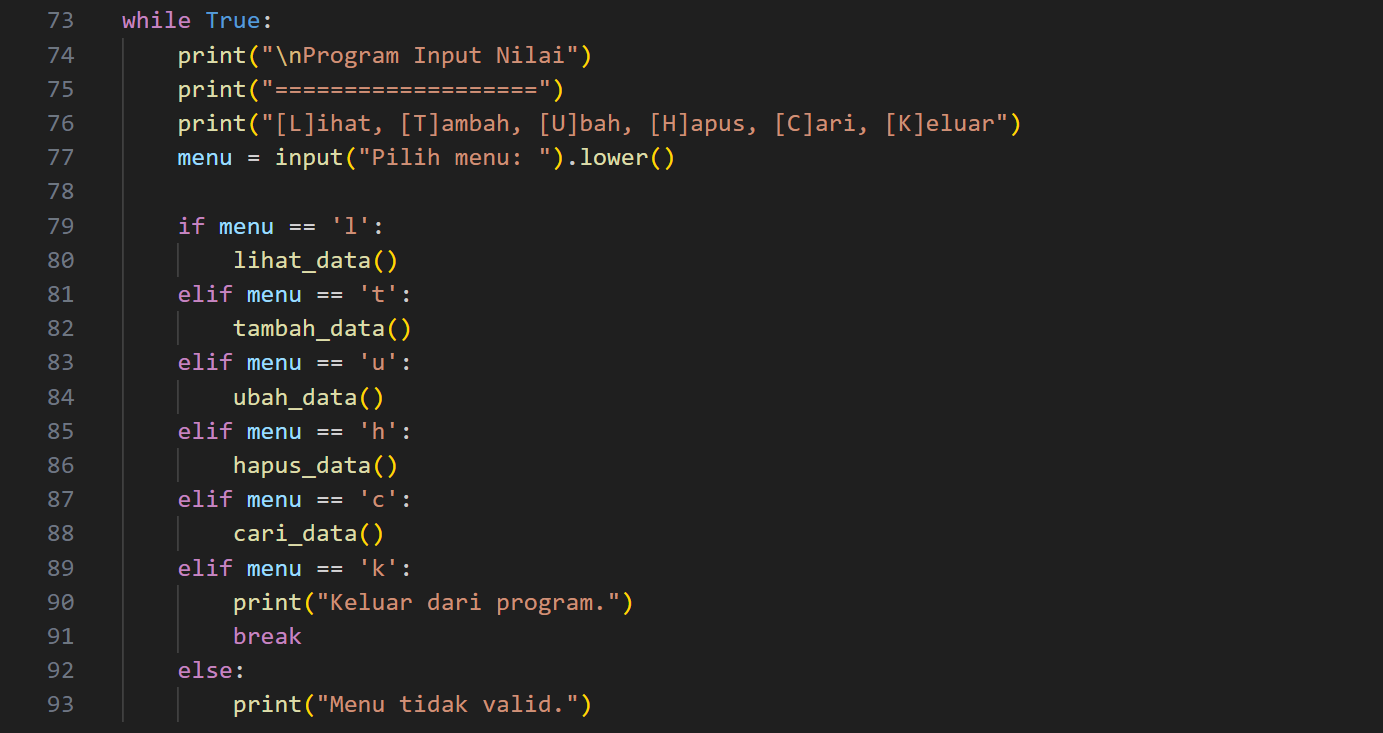 73 while True:
74     print("\nProgram Input Nilai")
75     print("===================")
76     print("[L]ihat, [T]ambah, [U]bah, [H]apus, [C]ari, [K]eluar")
77     menu = input("Pilih menu: ").lower()
78
79     if menu == 'l':
80         lihat_data()
81     elif menu == 't':
82         tambah_data()
83     elif menu == 'u':
84         ubah_data()
85     elif menu == 'h':
86         hapus_data()
87     elif menu == 'c':
88         cari_data()
89     elif menu == 'k':
90         print("Keluar dari program.")
91         break
92     else:
93         print("Menu tidak valid.")